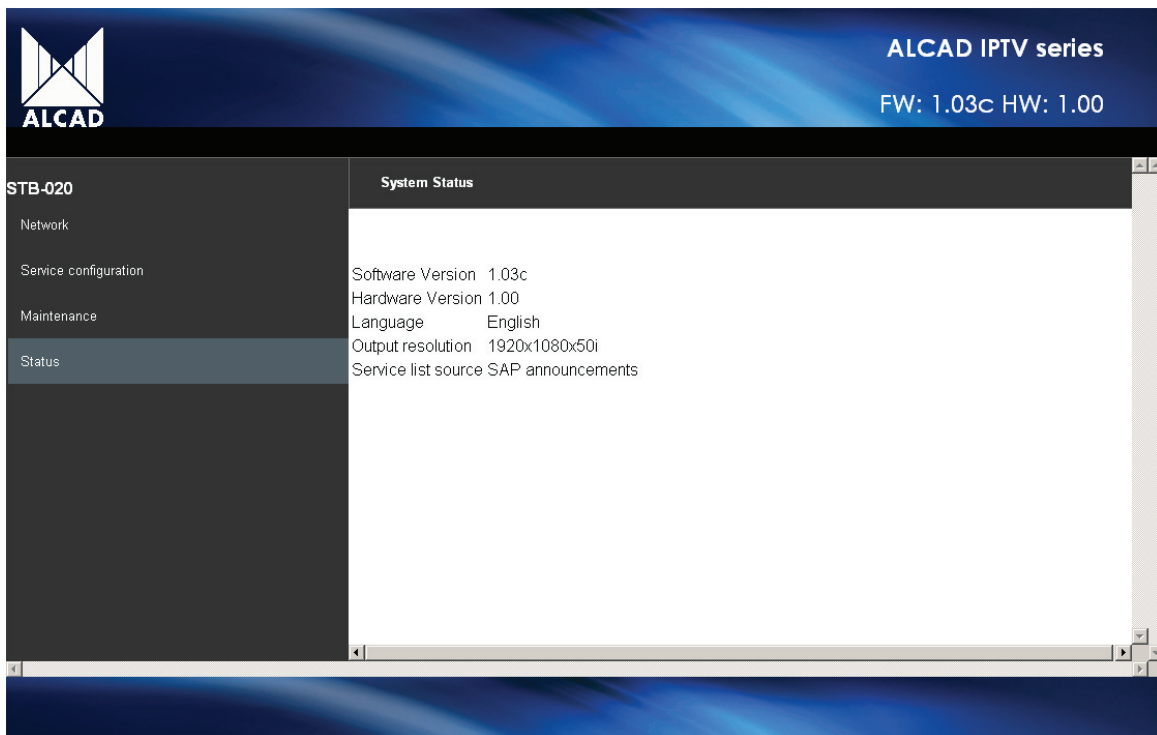 ALCAD
ALCAD IPTV series
FW: 1.03c HW: 1.00
STB-020
Network
Service configuration
Maintenance
Status
System Status
Software Version 1.03c
Hardware Version 1.00
Language English
Output resolution 1920x1080x50i
Service list source SAP announcements